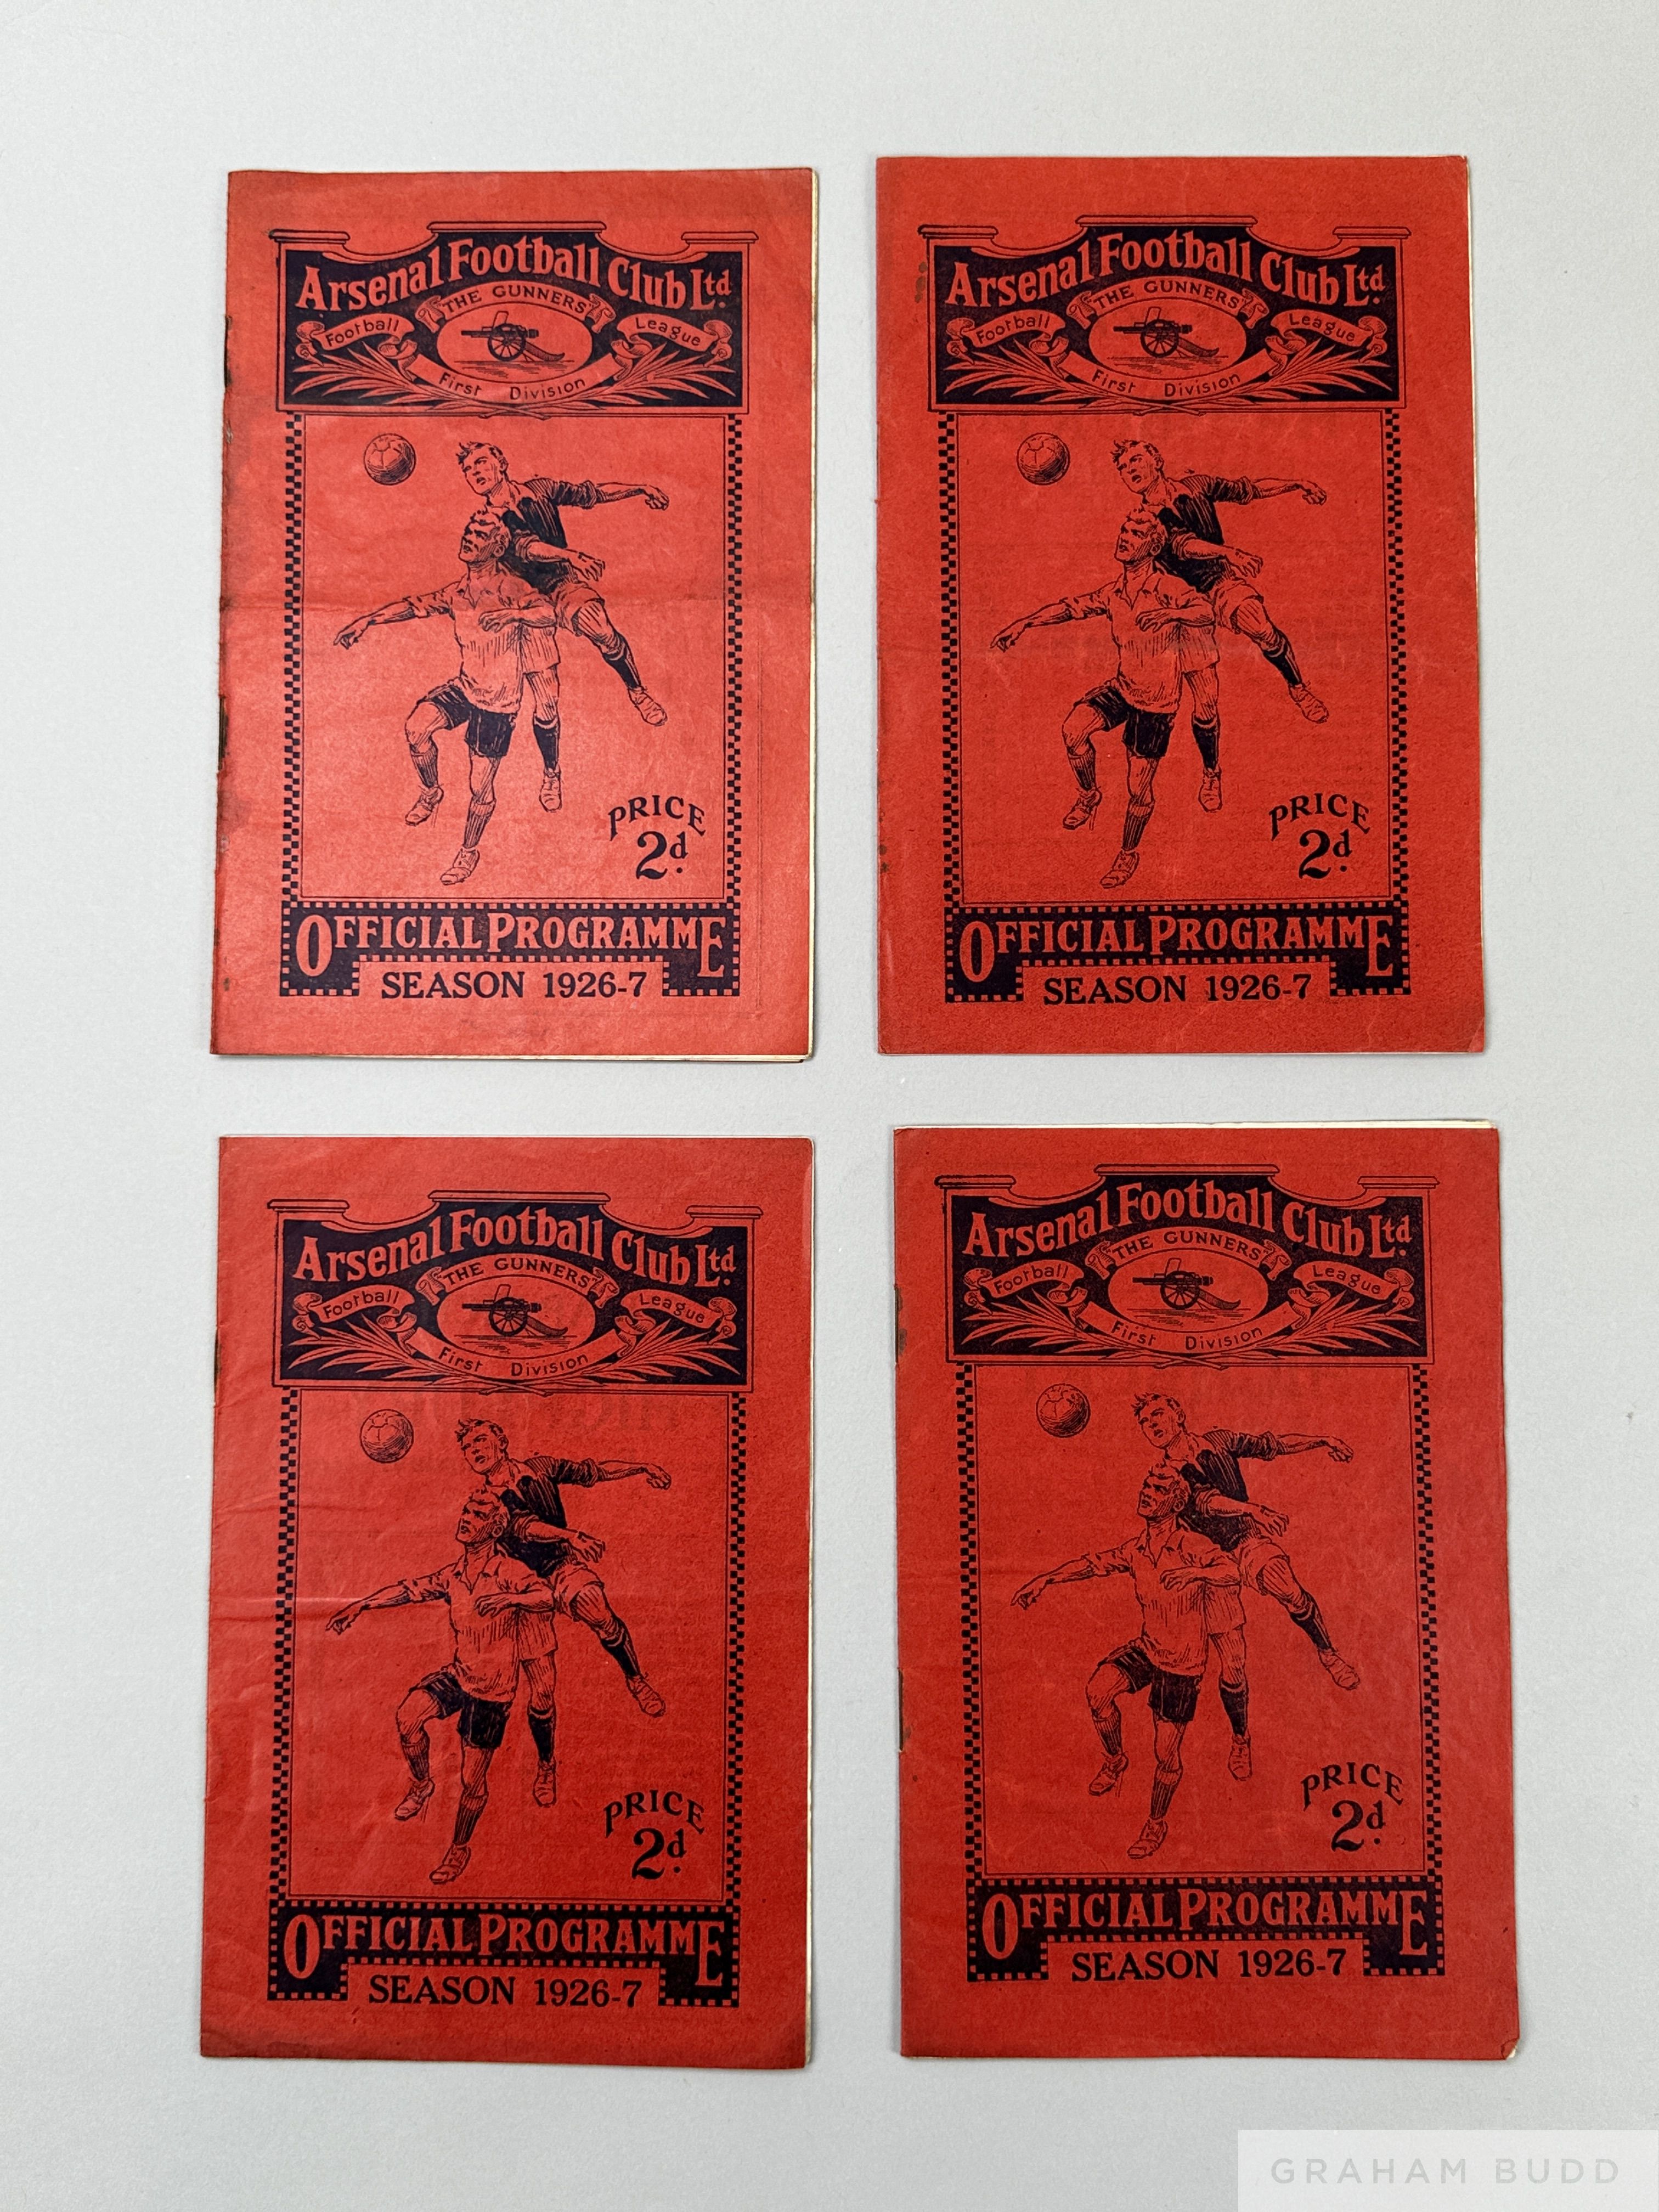 Arsenal Football Club Ltd.
"THE GUNNERS"
Football League
First Division
PRICE
2d.
OFFICIAL PROGRAMME
SEASON 1926-7
Arsenal Football Club Ltd.
"THE GUNNERS"
Football League
First Division
PRICE
2d.
OFFICIAL PROGRAMME
SEASON 1926-7
Arsenal Football Club Ltd.
"THE GUNNERS"
Football League
First Division
PRICE
2d.
OFFICIAL PROGRAMME
SEASON 1926-7
Arsenal Football Club Ltd.
"THE GUNNERS"
Football League
First Division
PRICE
2d.
OFFICIAL PROGRAMME
SEASON 1926-7
GRAHAM BUDD